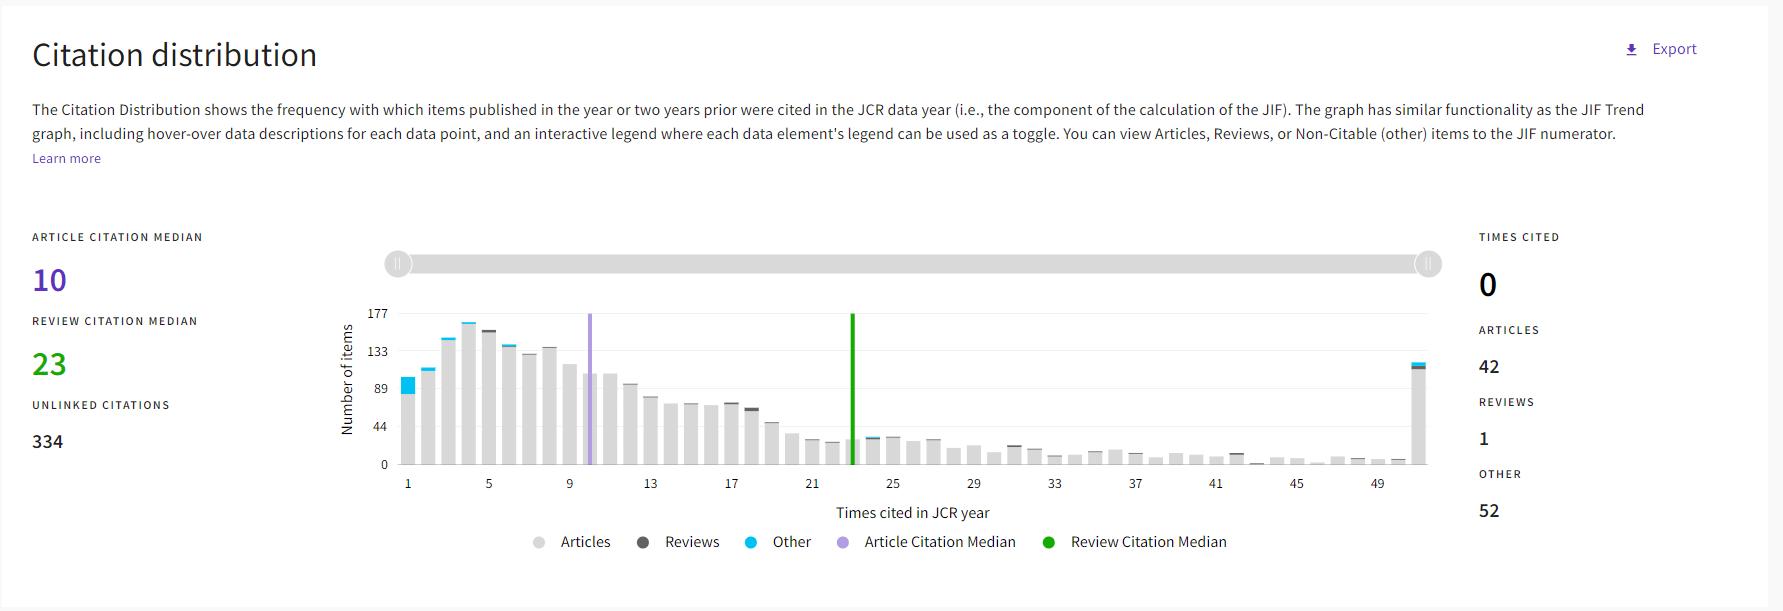 Citation distribution
Export
The Citation Distribution shows the frequency with which items published in the year or two years prior were cited in the JCR data year (i.e., the component of the calculation of the JIF). The graph has similar functionality as the JIF Trend
graph, including hover-over data descriptions for each data point, and an interactive legend where each data element's legend can be used as a toggle. You can view Articles, Reviews, or Non-Citable (other) items to the JIF numerator.
Learn more
ARTICLE CITATION MEDIAN
10
REVIEW CITATION MEDIAN
23
UNLINKED CITATIONS
334
Number of items
177
133
89
44
0
1 5 9 13 17 21 25 29 33 37 41 45 49
Times cited in JCR year
Articles Reviews Other Article Citation Median Review Citation Median
TIMES CITED
0
ARTICLES
42
REVIEWS
1
OTHER
52